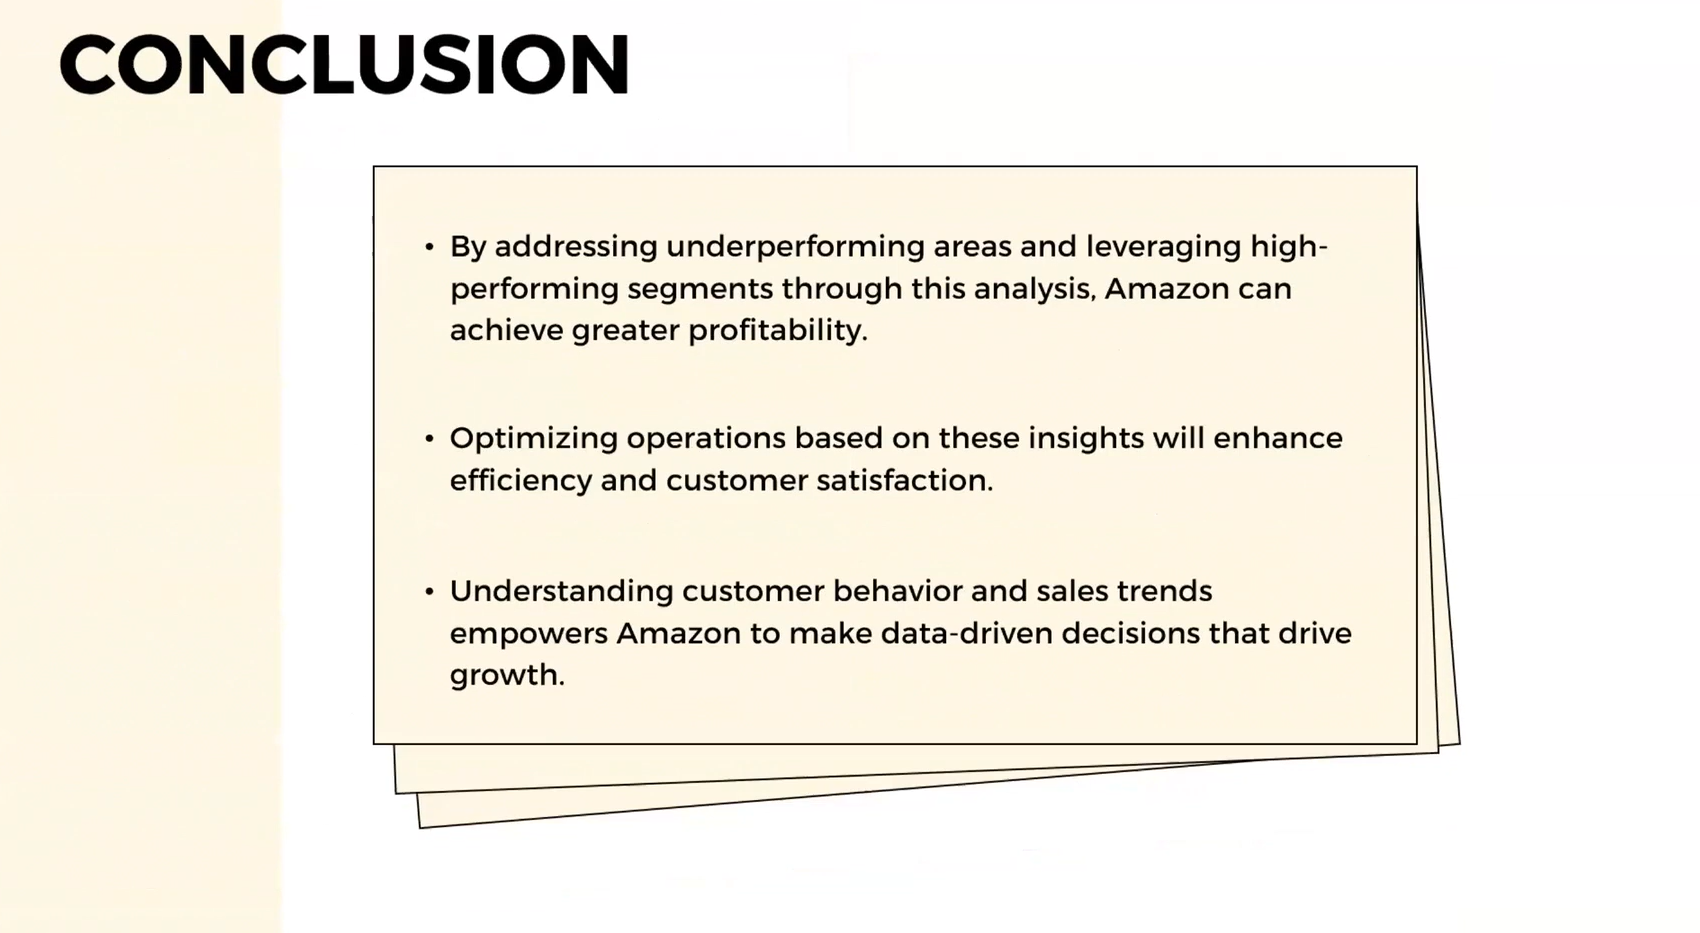 CONCLUSION
• By addressing underperforming areas and leveraging high-
performing segments through this analysis, Amazon can
achieve greater profitability.
• Optimizing operations based on these insights will enhance
efficiency and customer satisfaction.
• Understanding customer behavior and sales trends
empowers Amazon to make data-driven decisions that drive
growth.